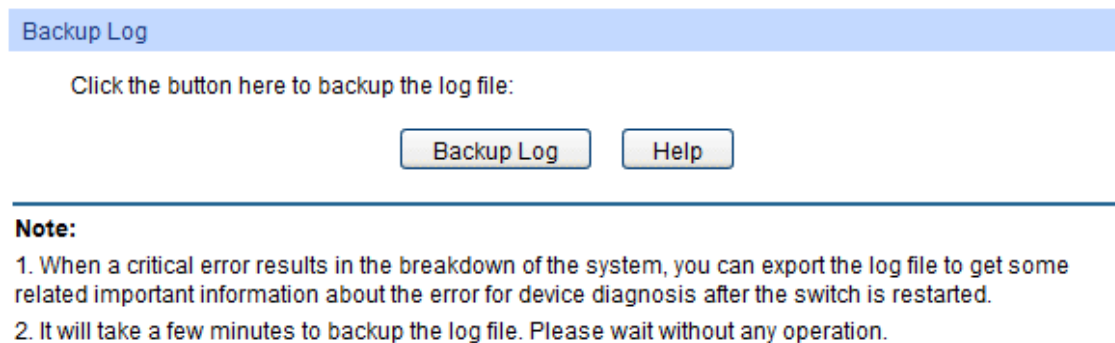 Backup Log
Click the button here to backup the log file:
Backup Log Help
Note:
1. When a critical error results in the breakdown of the system, you can export the log file to get some
related important information about the error for device diagnosis after the switch is restarted.
2. It will take a few minutes to backup the log file. Please wait without any operation.